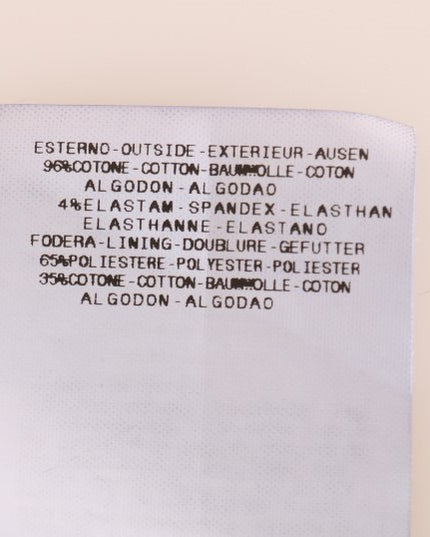 ESTERNO-OUTSIDE-EXTERIEUR-AUSEN
96%COTONE-COTTON-BAUMWOLLE-COTON
ALGODON-ALGODAO
4%ELASTAM-SPANDEX-ELASTHAN
ELASTHANNE-ELASTANO
FODERA-LINING-DOUBLURE-GEFUTTER
65%POLIESTERE-POLYESTER-POLIESTER
35%COTONE-COTTON-BAUMWOLLE-COTON
ALGODON-ALGODAO